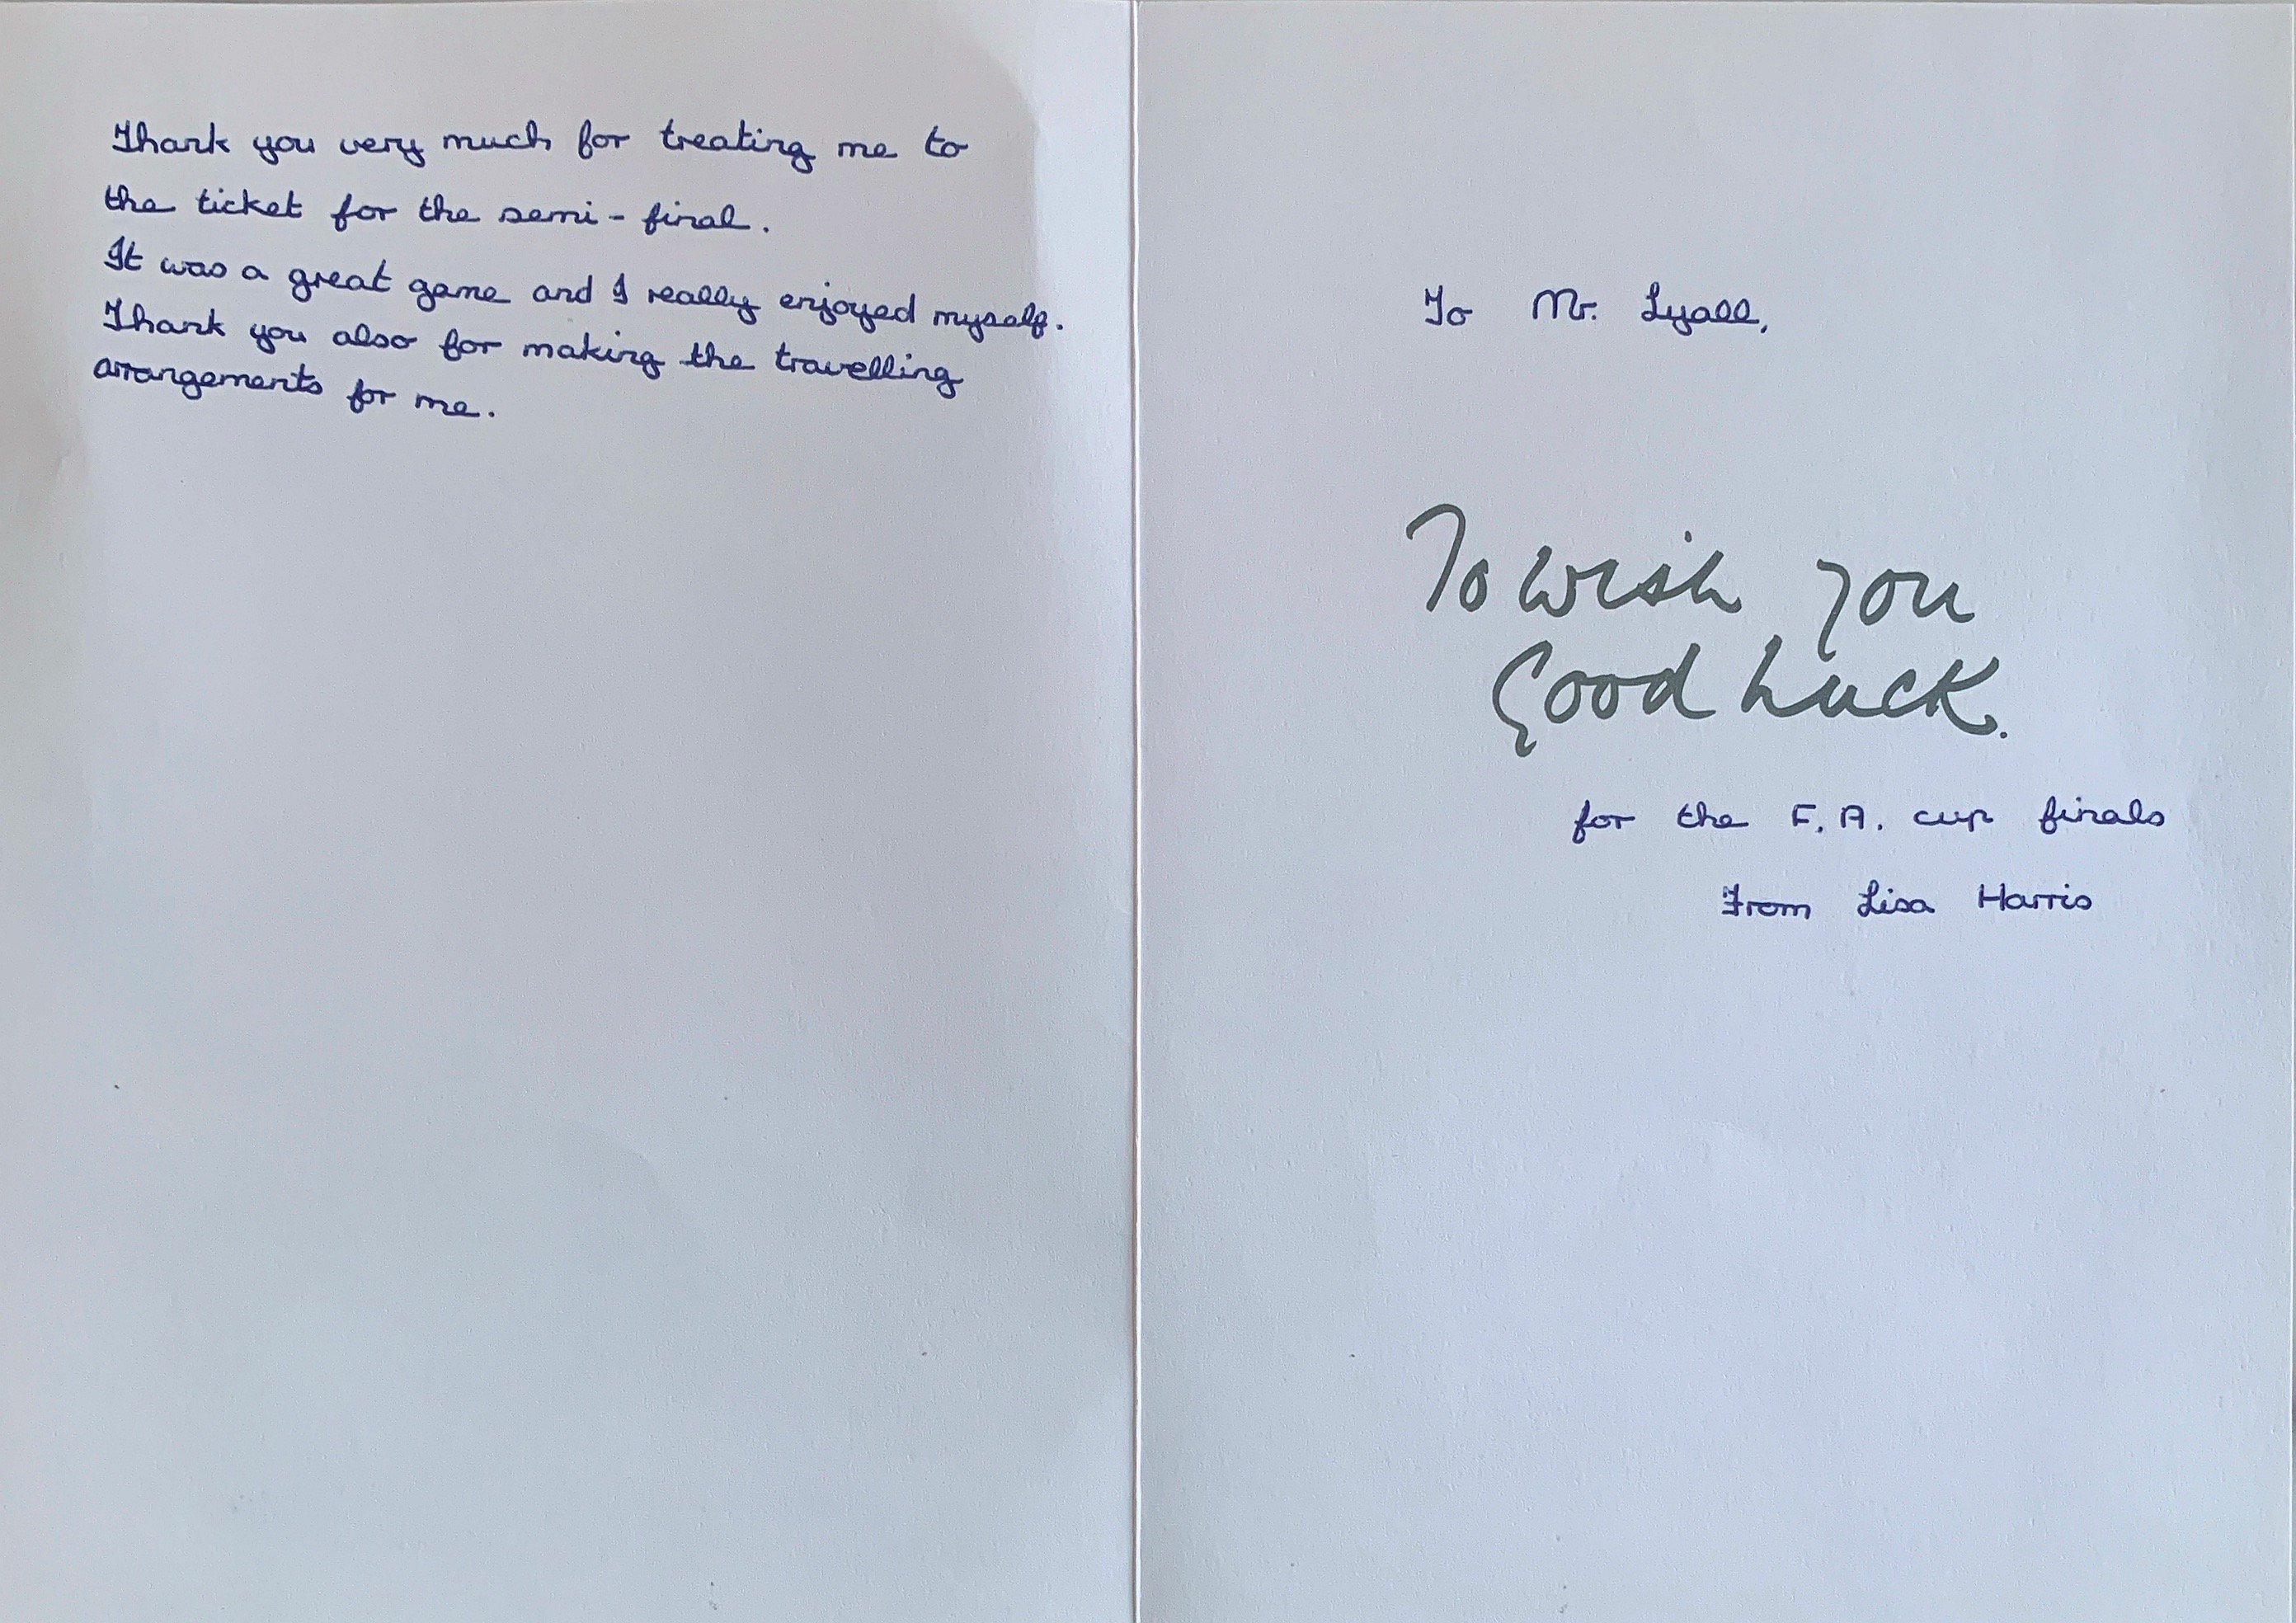 Thank you very much for treating me to
the ticket for the semi-final.
It was a great game and I really enjoyed myself.
Thank you also for making the travelling
arrangements for me.
To Mr. Lyall,
To wish you
Good Luck.
for the F.A. cup finals
From Lisa Harris